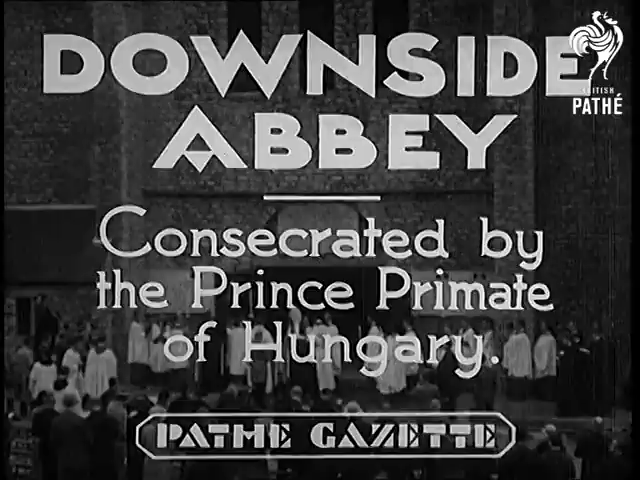 DOWNSIDE
BRITISH
PATHÉ
ABBEY
Consecrated by
the Prince Primate
of Hungary.
PATHE GAZETTE